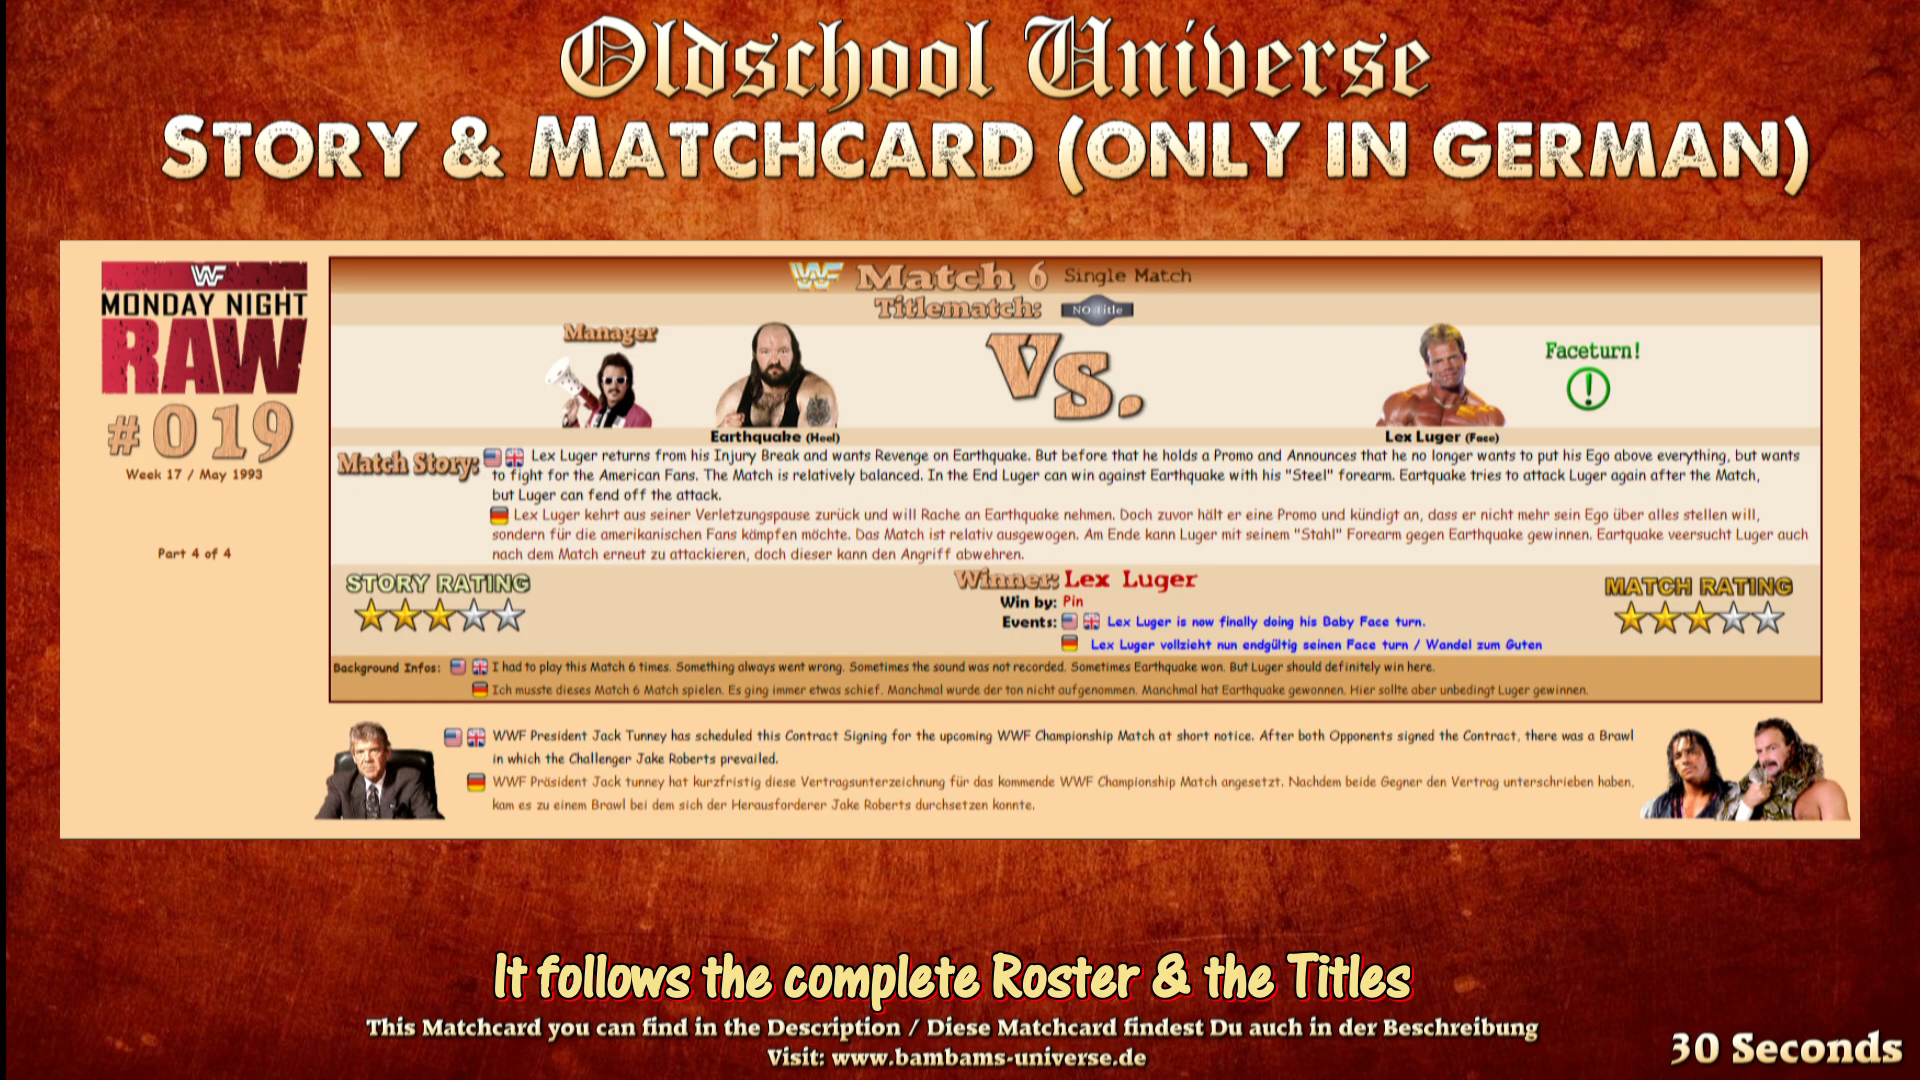 Oldschool Universe
Story & Matchcard (only in German)
WF
MONDAY NIGHT
RAW
#019
Week 17 / May 1993
Part 4 of 4
WF Match 6 Single Match
Titlematch: NO Title
Manager
Vs.
Faceturn!
Earthquake (Heel)
Lex Luger (Face)
Match Story: Lex Luger returns from his Injury Break and wants Revenge on Earthquake. But before that he holds a Promo and Announces that he no longer wants to put his Ego above everything, but wants
to fight for the American Fans. The Match is relatively balanced. In the End Luger can win against Earthquake with his "Steel" forearm. Eartquake tries to attack Luger again after the Match,
but Luger can fend off the attack.
Lex Luger kehrt aus seiner Verletzungspause zurück und will Rache an Earthquake nehmen. Doch zuvor hält er eine Promo und kündigt an, dass er nicht mehr sein Ego über alles stellen will,
sondern für die amerikanischen Fans kämpfen möchte. Das Match ist relativ ausgewogen. Am Ende kann Luger mit seinem "Stahl" Forearm gegen Earthquake gewinnen. Eartquake veersucht Luger auch
nach dem Match erneut zu attackieren, doch dieser kann den Angriff abwehren.
STORY RATING
Winner: Lex Luger
Win by: Pin
Events: Lex Luger is now finally doing his Baby Face turn.
Lex Luger vollzieht nun endgültig seinen Face turn / Wandel zum Guten
MATCH RATING
Background Infos: I had to play this Match 6 times. Something always went wrong. Sometimes the sound was not recorded. Sometimes Earthquake won. But Luger should definitely win here.
Ich musste dieses Match 6 Match spielen. Es ging immer etwas schief. Manchmal wurde der ton nicht aufgenommen. Manchmal hat Earthquake gewonnen. Hier sollte aber unbedingt Luger gewinnen.
WWF President Jack Tunney has scheduled this Contract Signing for the upcoming WWF Championship Match at short notice. After both Opponents signed the Contract, there was a Brawl
in which the Challenger Jake Roberts prevailed.
WWF Präsident Jack tunney hat kurzfristig diese Vertragsunterzeichnung für das kommende WWF Championship Match angesetzt. Nachdem beide Gegner den Vertrag unterschrieben haben,
kam es zu einem Brawl bei dem sich der Herausforderer Jake Roberts durchsetzen konnte.
It follows the complete Roster & the Titles
This Matchcard you can find in the Description / Diese Matchcard findest Du auch in der Beschreibung
Visit: www.bambams-universe.de
30 Seconds